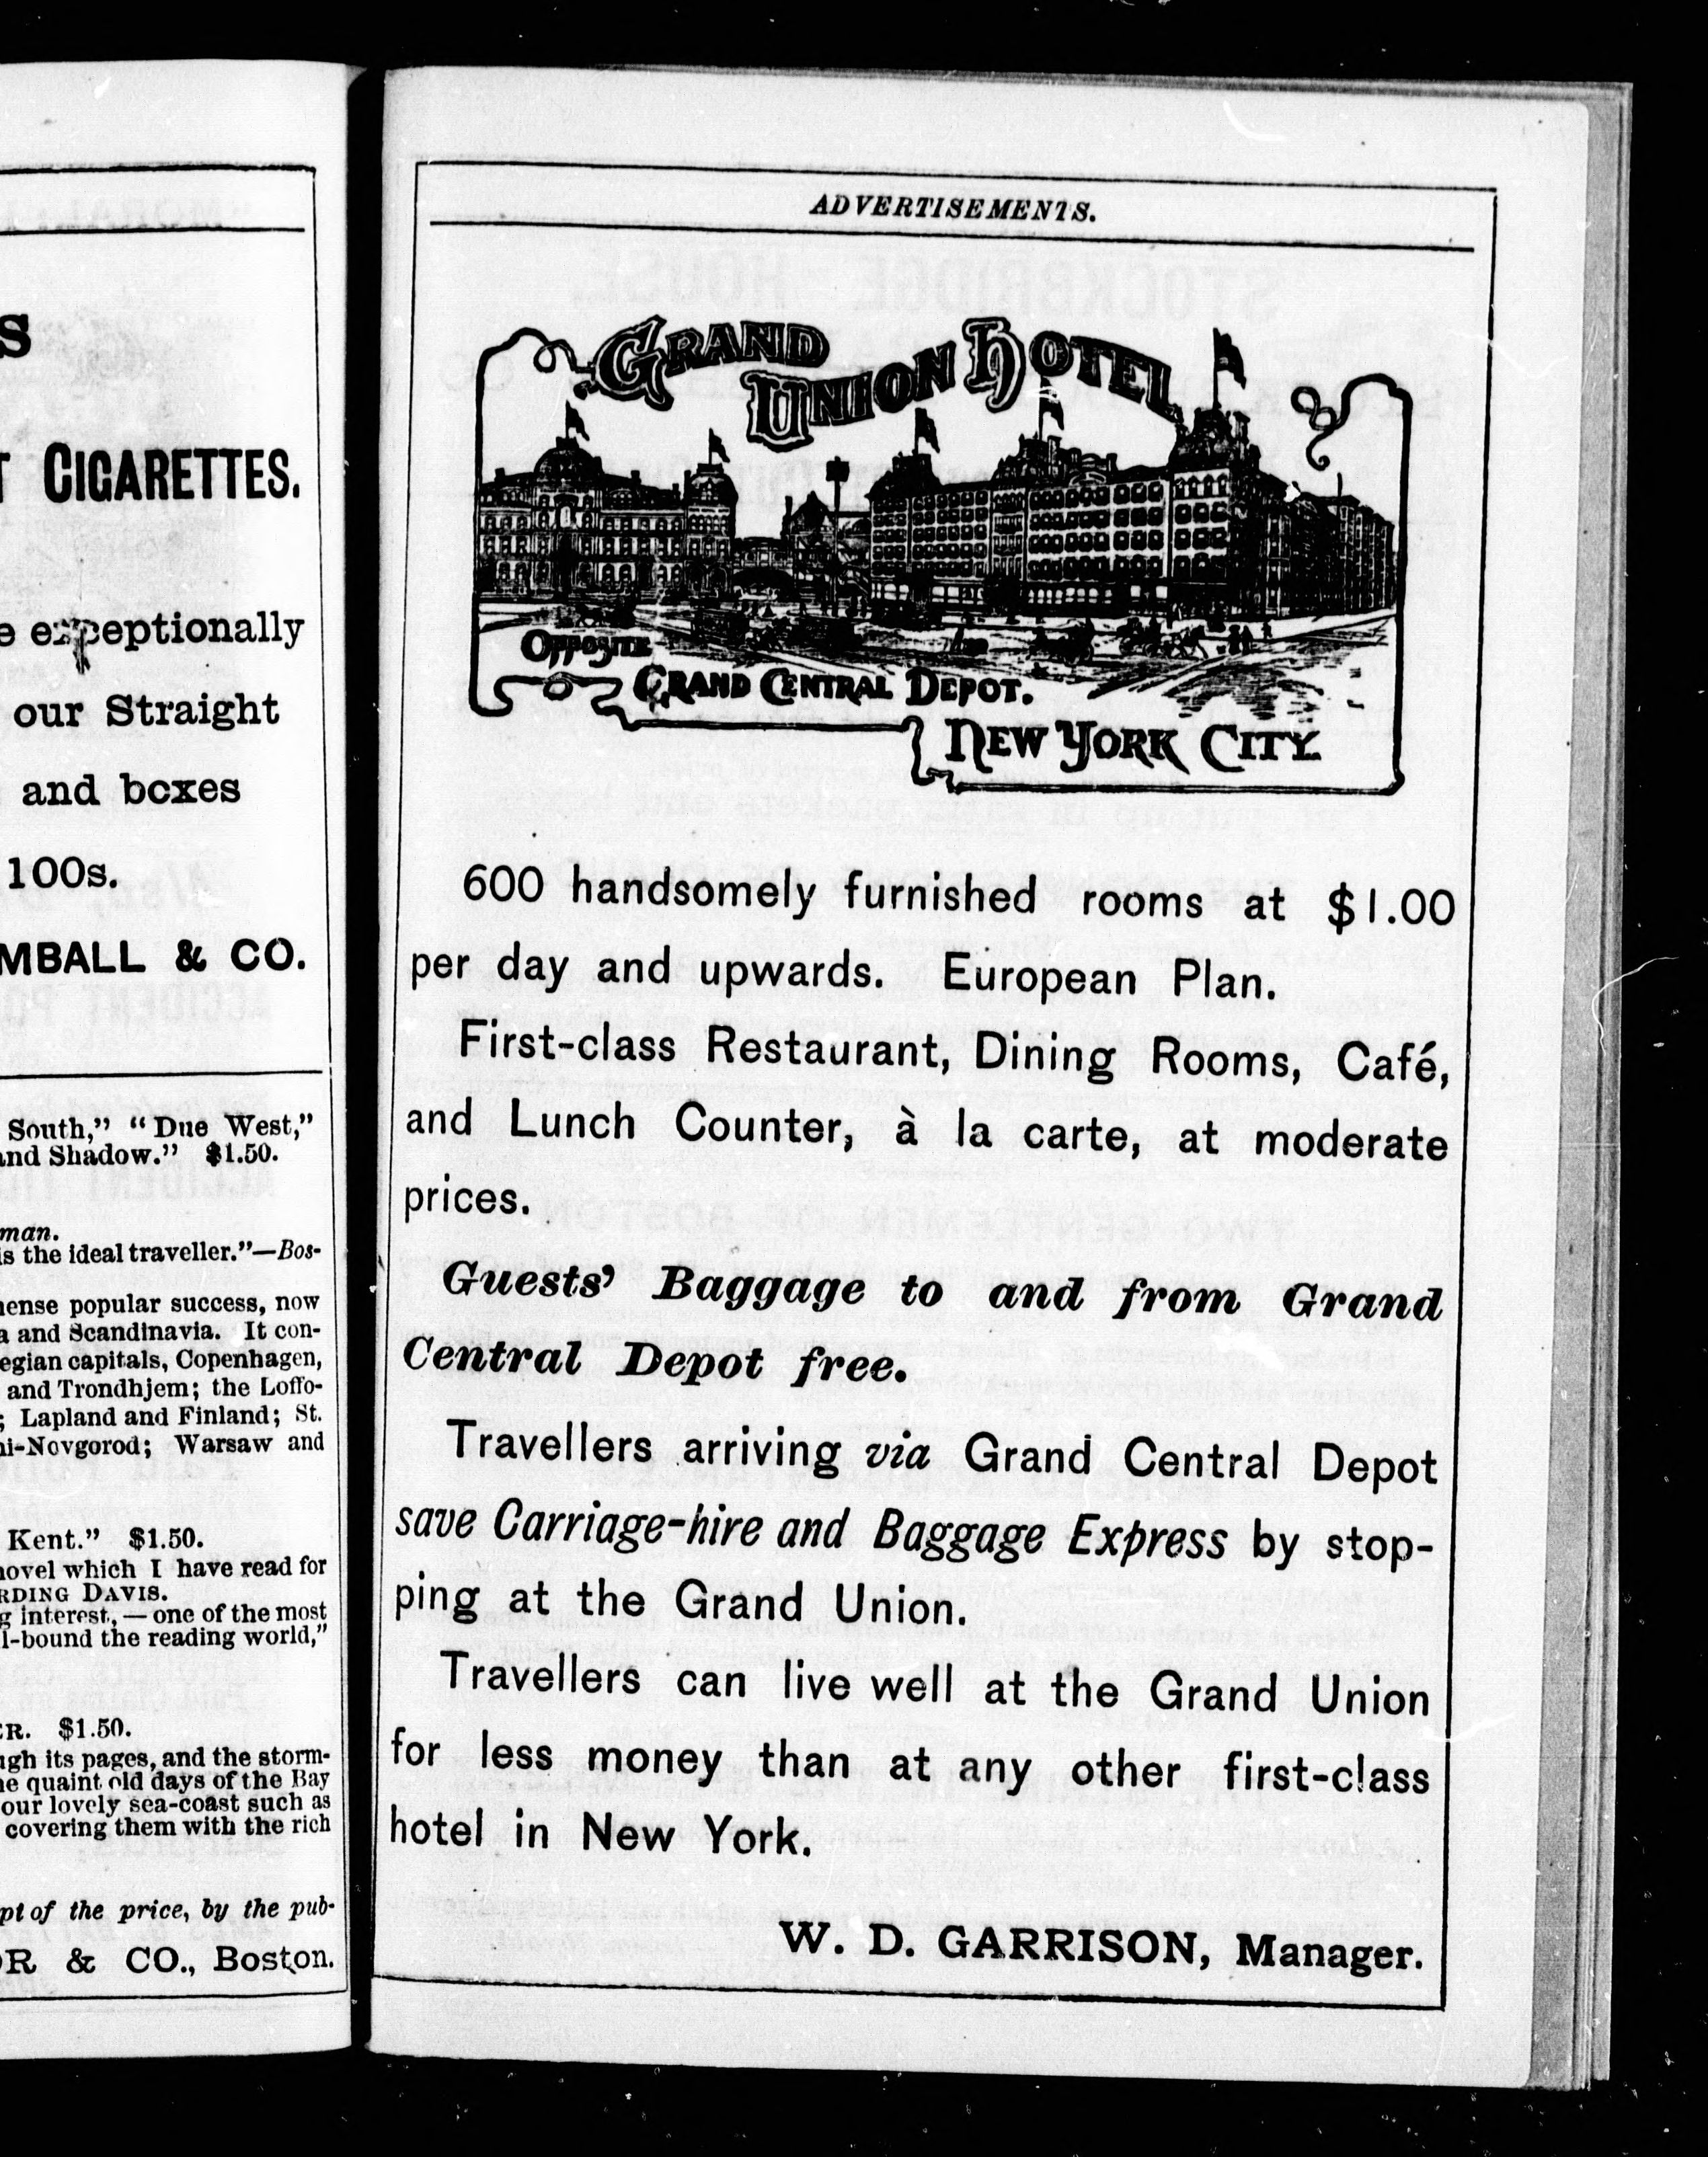 S
CIGARETTES.
exceptionally
our Straight
and boxes
100s.
MBALL & CO.
South,” “Due West,”
and Shadow.” $1.50.
man.
is the ideal traveller.”—Bos-
popular success, now
and Scandinavia. It con-
capitals, Copenhagen,
and Trondhjem; the Loffo-
; Lapland and Finland; St.
ni-Novgorod; Warsaw and
Kent.” $1.50.
novel which I have read for
RDING DAVIS.
g interest, — one of the most
l-bound the reading world,”
ER. $1.50.
ugh its pages, and the storm-
quaint old days of the Bay
our lovely sea-coast such as
covering them with the rich
pt of the price, by the pub-
OR & CO., Boston.
ADVERTISEMENTS.
GRAND
UNION HOTEL
OPPOSITE
GRAND CENTRAL DEPOT.
NEW YORK CITY.
600 handsomely furnished rooms at $1.00
per day and upwards. European Plan.
First-class Restaurant, Dining Rooms, Café,
and Lunch Counter, à la carte, at moderate
prices.
Guests’ Baggage to and from Grand
Central Depot free.
Travellers arriving via Grand Central Depot
save Carriage-hire and Baggage Express by stop-
ping at the Grand Union.
Travellers can live well at the Grand Union
for less money than at any other first-class
hotel in New York.
W. D. GARRISON, Manager.